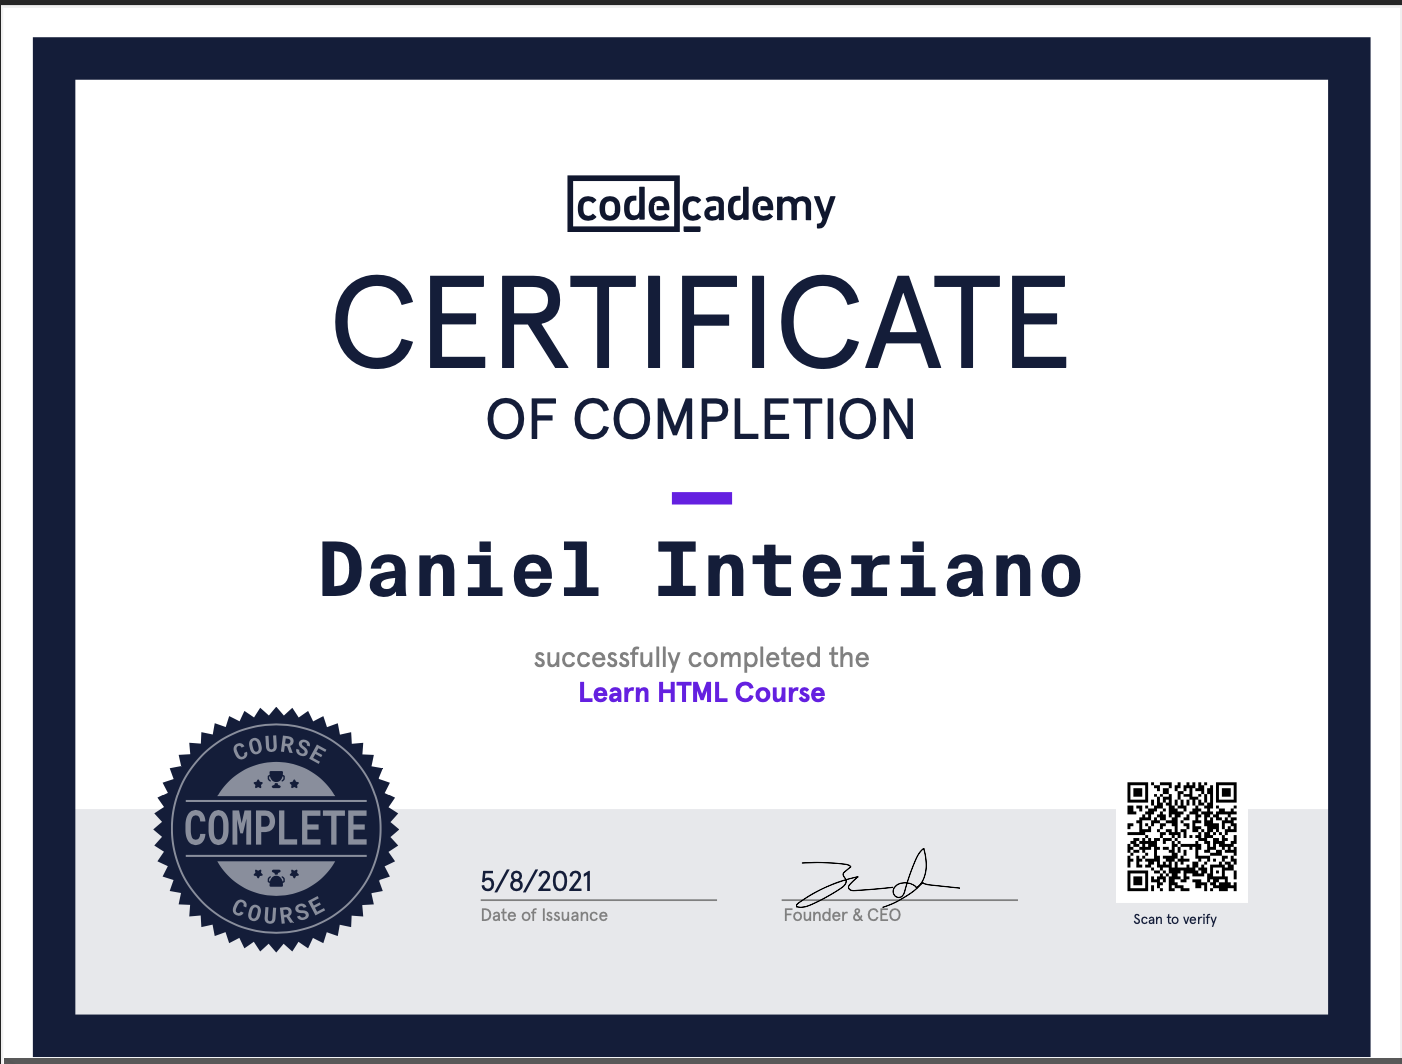 codecademy
CERTIFICATE
OF COMPLETION
Daniel Interiano
successfully completed the
Learn HTML Course
COURSE
COMPLETE
COURSE
5/8/2021
Date of Issuance
Founder & CEO
Scan to verify